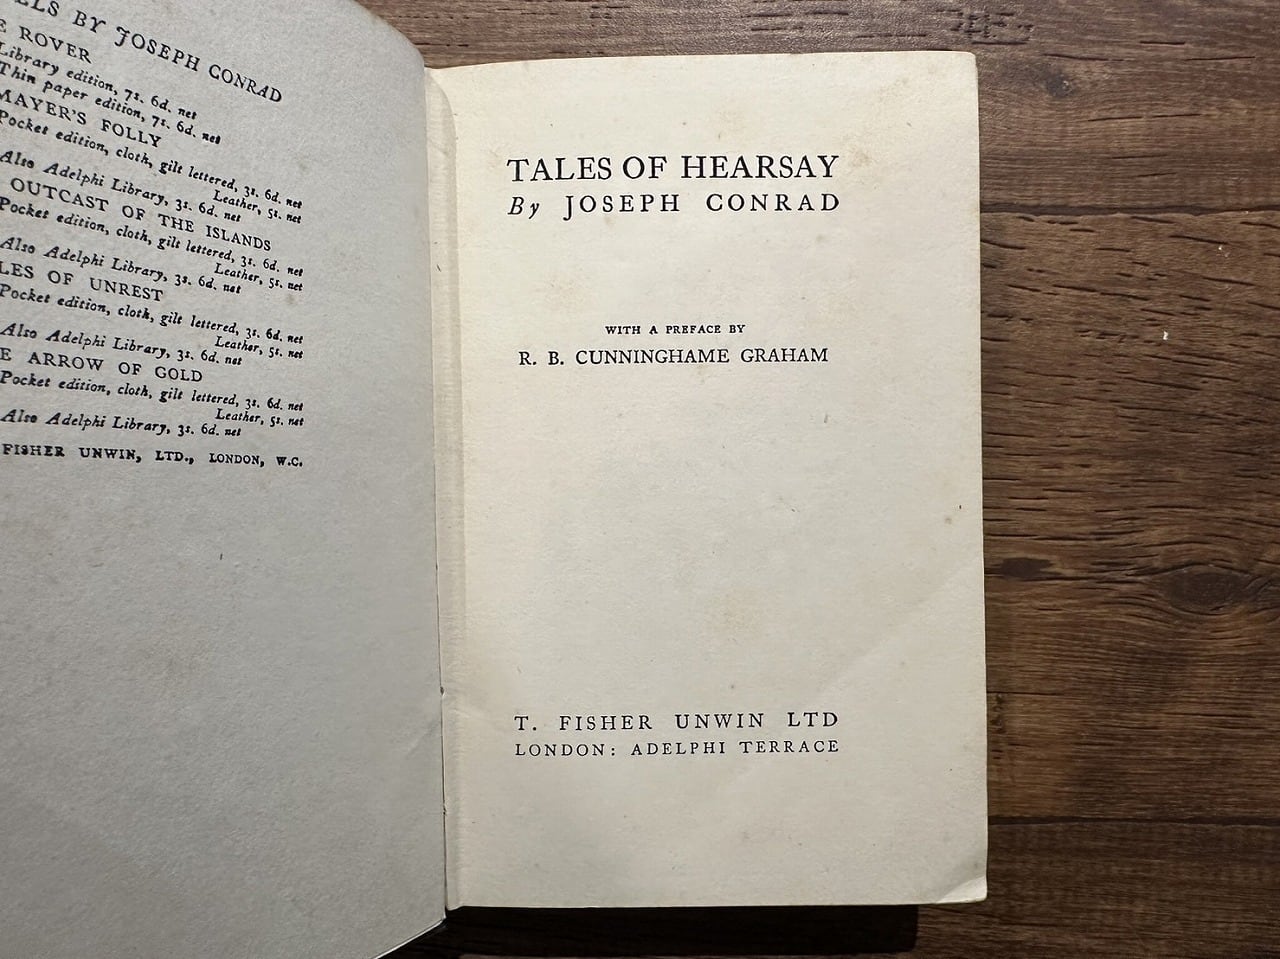 BY JOSEPH CONRAD
ROVER
Library edition, 7s. 6d. net
Thin paper edition, 7s. 6d. net
MAYER'S FOLLY
Pocket edition, cloth, gilt lettered, 3s. 6d. net
Leather, 5s. net
Also Adelphi Library, 3s. 6d. net
OUTCAST OF THE ISLANDS
Pocket edition, cloth, gilt lettered, 3s. 6d. net
Leather, 5s. net
Also Adelphi Library, 3s. 6d. net
LES OF UNREST
Pocket edition, cloth, gilt lettered, 3s. 6d. net
Leather, 5s. net
Also Adelphi Library, 3s. 6d. net
E ARROW OF GOLD
Pocket edition, cloth, gilt lettered, 3s. 6d. net
Leather, 5s. net
Also Adelphi Library, 3s. 6d. net
FISHER UNWIN, LTD., LONDON, W.C.
TALES OF HEARSAY
By JOSEPH CONRAD
WITH A PREFACE BY
R. B. CUNNINGHAME GRAHAM
T. FISHER UNWIN LTD
LONDON: ADELPHI TERRACE